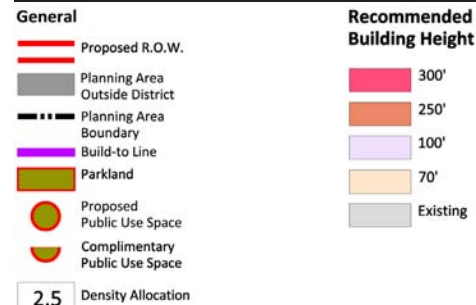 General
Proposed R.O.W.
Planning Area
Outside District
Planning Area
Boundary
Build-to Line
Parkland
Proposed
Public Use Space
Complimentary
Public Use Space
2.5 Density Allocation
Recommended
Building Height
300'
250'
100'
70'
Existing